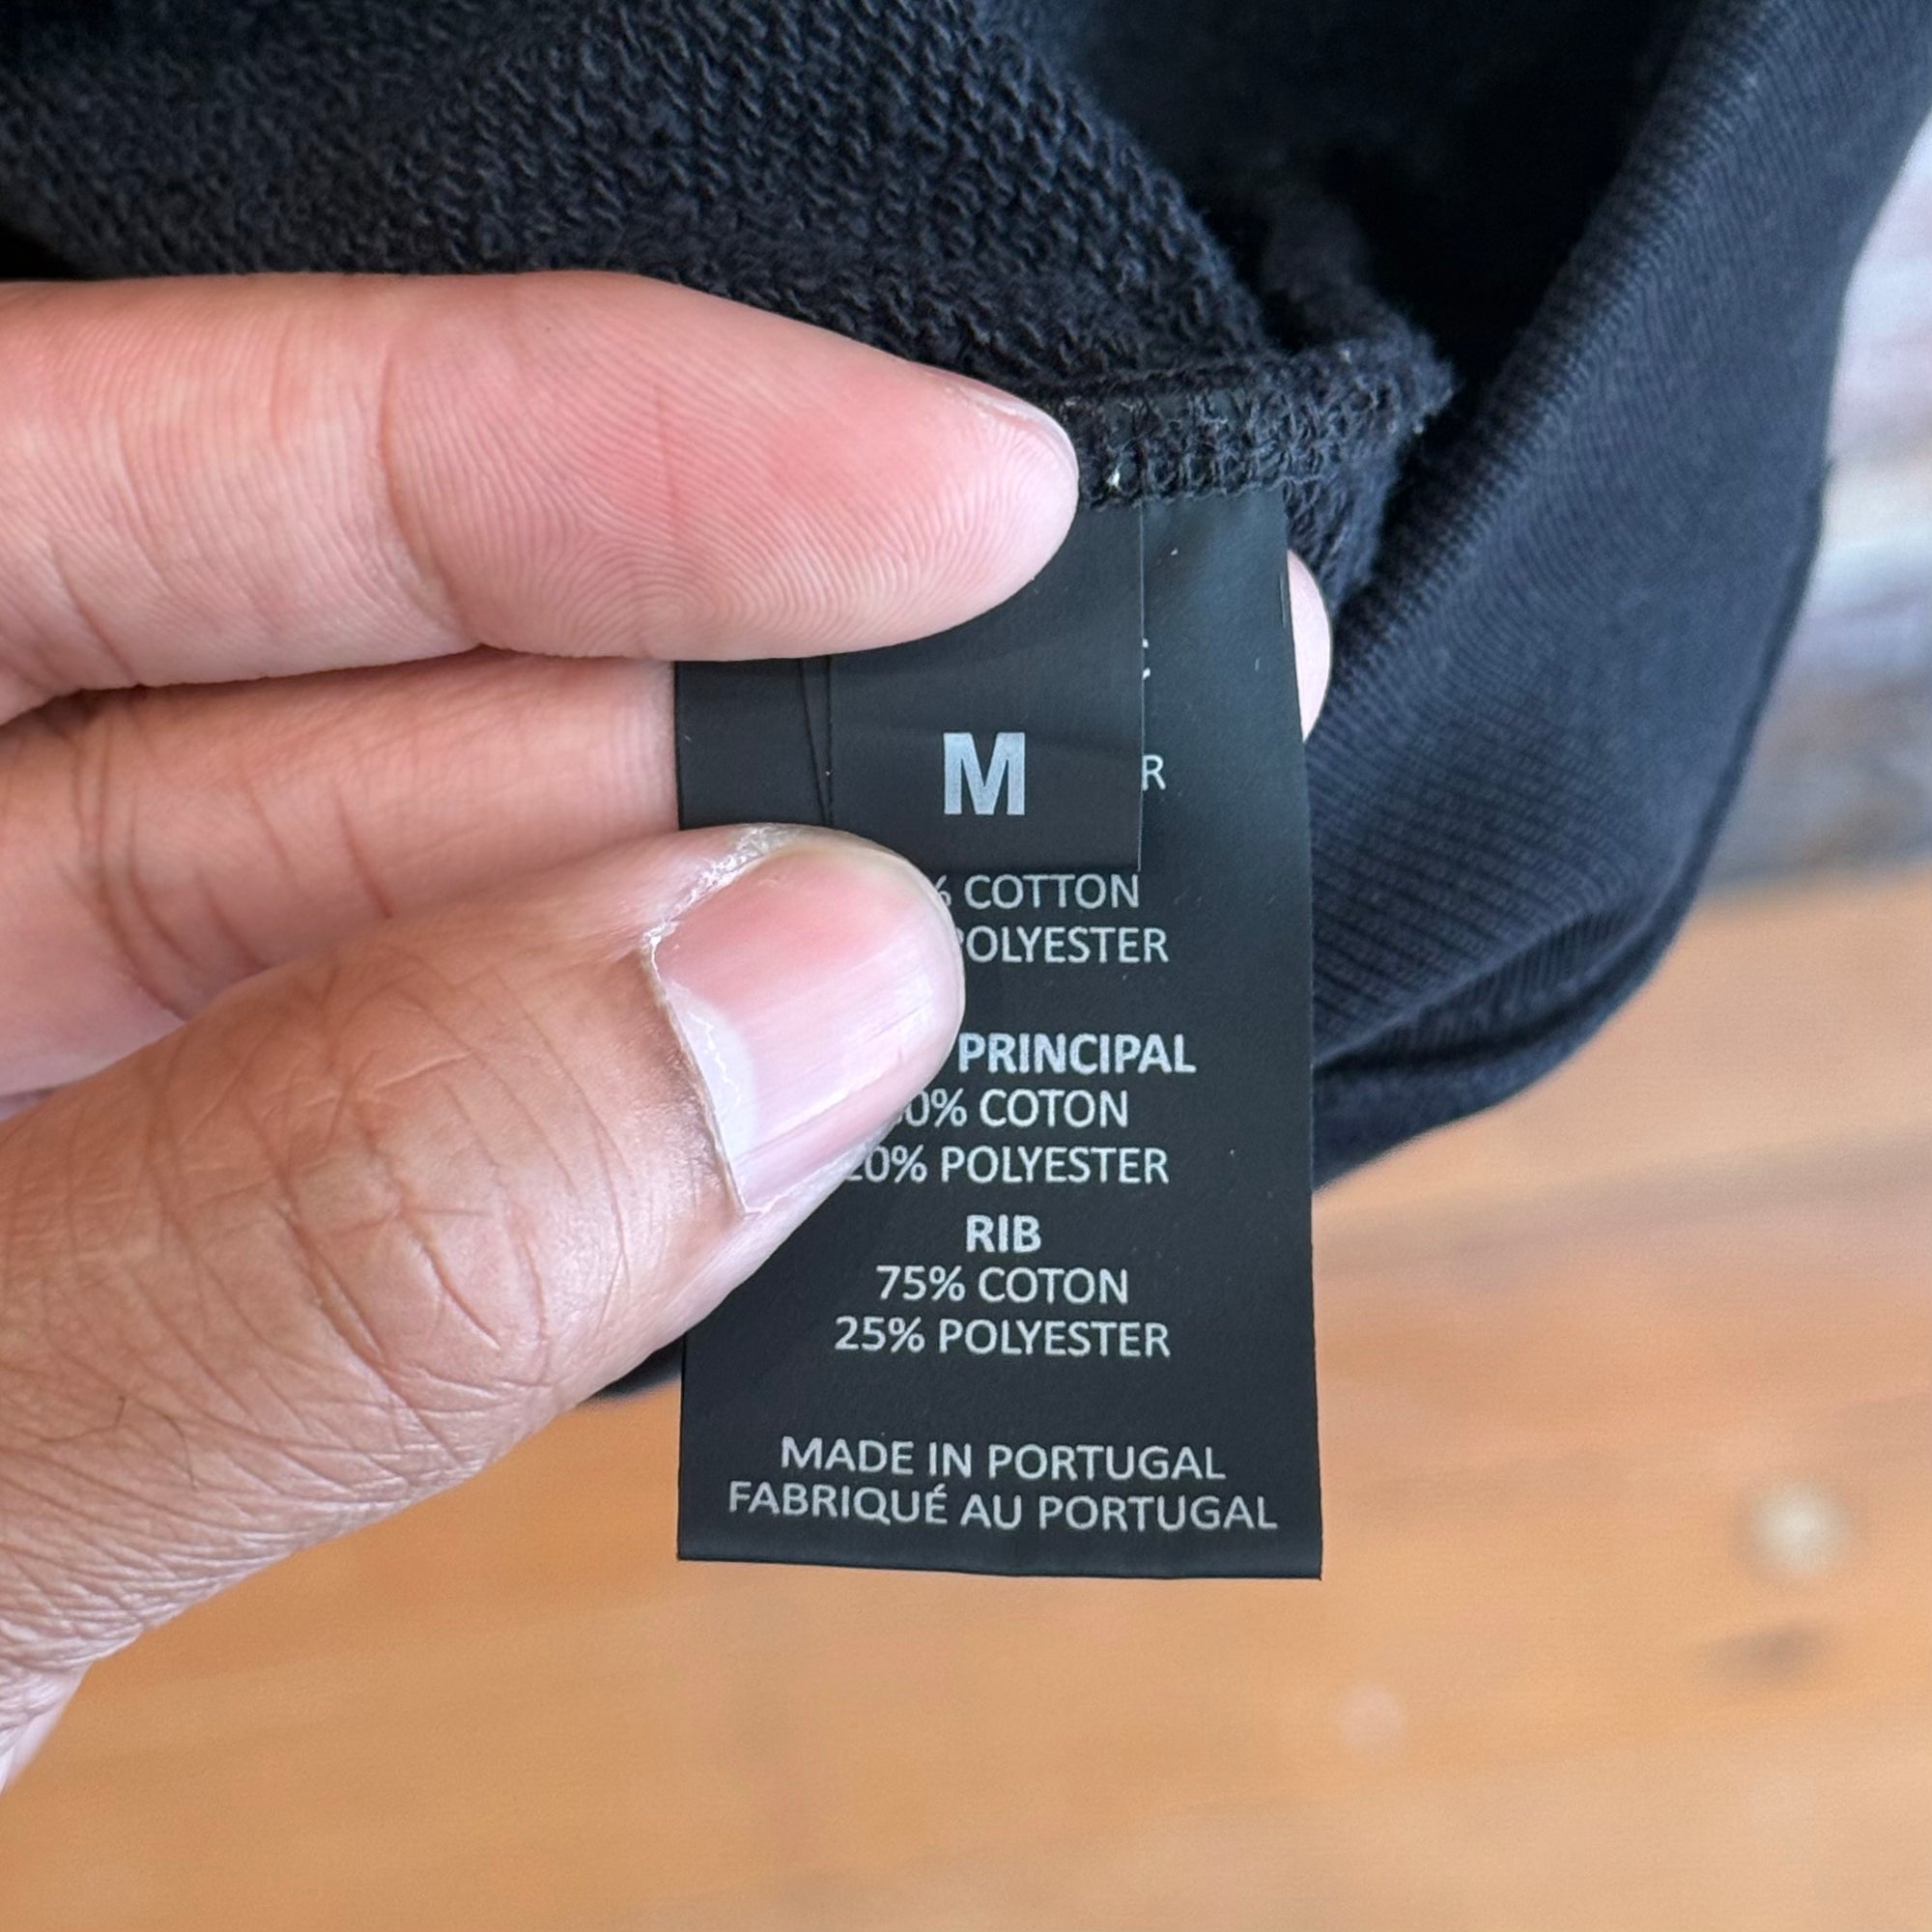 M
R
% COTTON
POLYESTER
PRINCIPAL
0% COTON
20% POLYESTER
RIB
75% COTON
25% POLYESTER
MADE IN PORTUGAL
FABRIQUÉ AU PORTUGAL